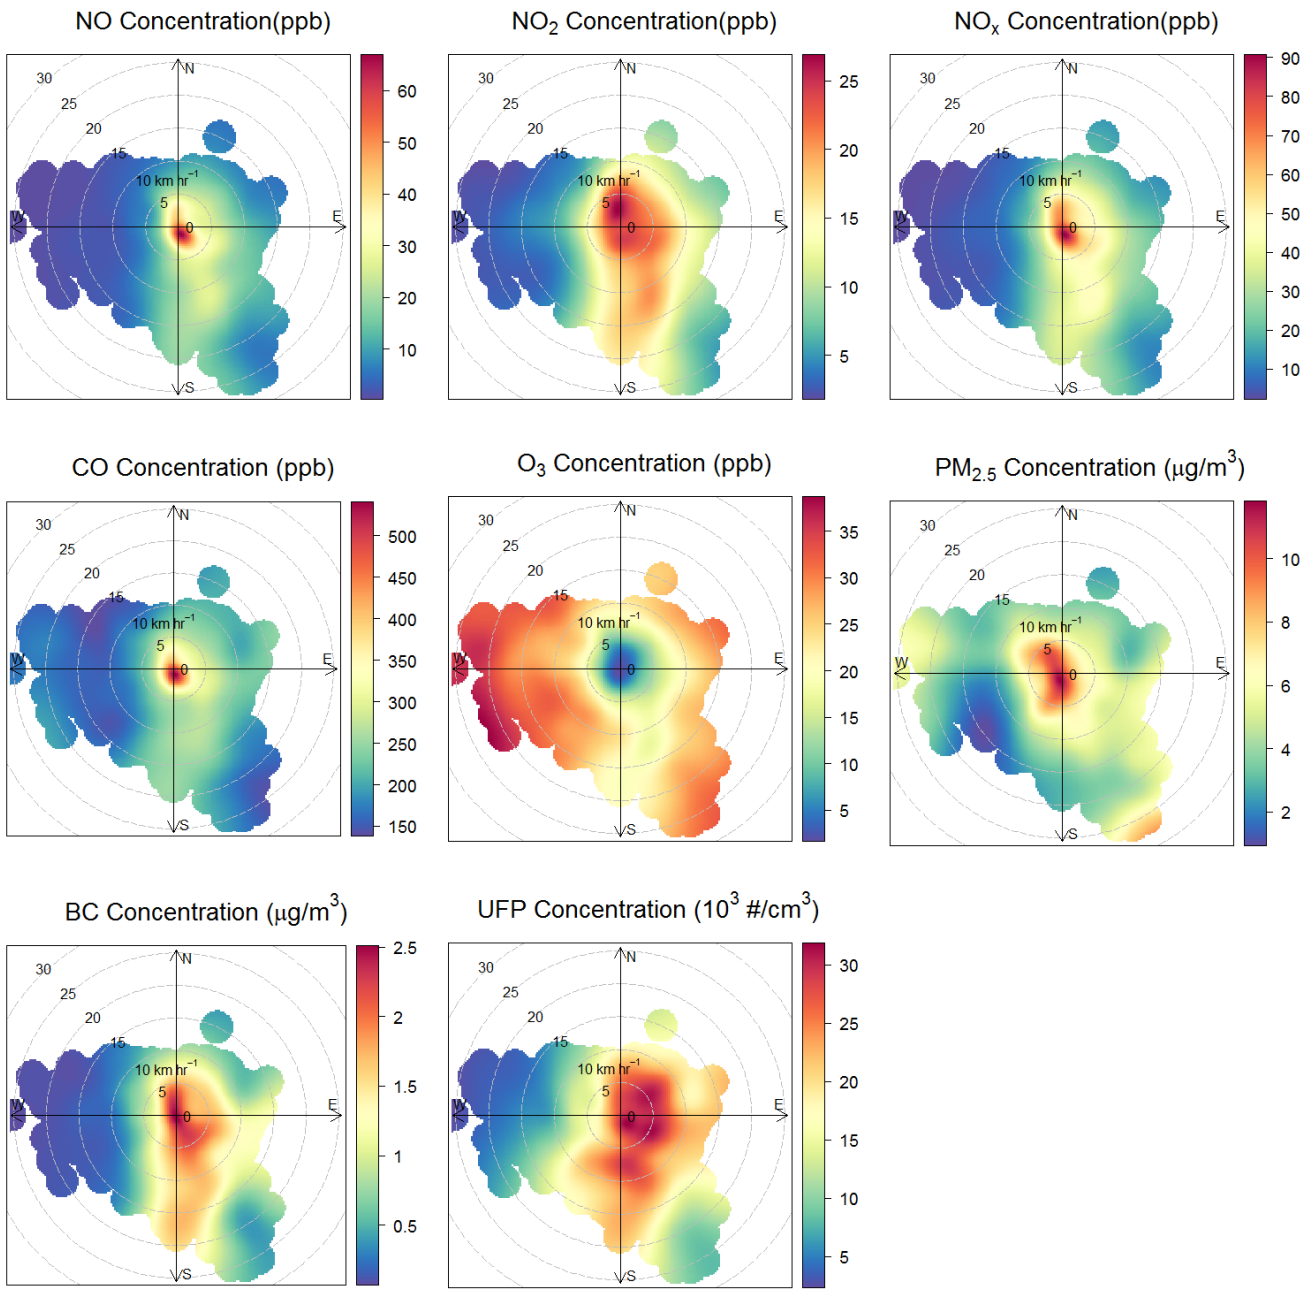 NO Concentration(ppb)
NO2 Concentration(ppb)
NOx Concentration(ppb)
30
25
20
15
10 km hr−1
5
0
N
E
S
W
60
50
40
30
20
10
30
25
20
15
10 km hr−1
5
0
N
E
S
W
25
20
15
10
5
30
25
20
15
10 km hr−1
5
0
N
E
S
W
90
80
70
60
50
40
30
20
10
CO Concentration (ppb)
O3 Concentration (ppb)
PM2.5 Concentration (μg/m3)
30
25
20
15
10 km hr−1
5
0
N
E
S
W
500
450
400
350
300
250
200
150
30
25
20
15
10 km hr−1
5
0
N
E
S
W
35
30
25
20
15
10
5
30
25
20
15
10 km hr−1
5
0
N
E
S
W
10
8
6
4
2
BC Concentration (μg/m3)
UFP Concentration (103 #/cm3)
30
25
20
15
10 km hr−1
5
0
N
E
S
W
2.5
2
1.5
1
0.5
30
25
20
15
10 km hr−1
5
0
N
E
S
W
30
25
20
15
10
5